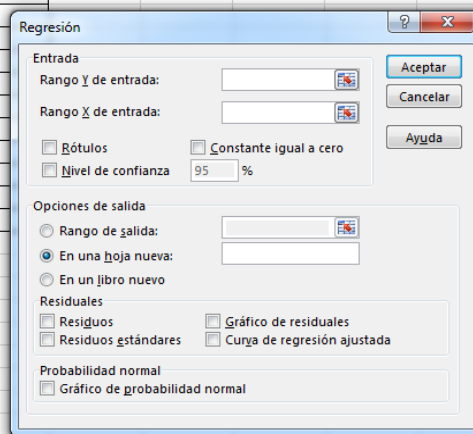 Regresión
Entrada
Aceptar
Rango Y de entrada:
Cancelar
Rango X de entrada:
Ayuda
Rótulos
Constante igual a cero
Nivel de confianza
95 %
Opciones de salida
Rango de salida:
En una hoja nueva:
En un libro nuevo
Residuales
Residuos
Gráfico de residuales
Residuos estándares
Curva de regresión ajustada
Probabilidad normal
Gráfico de probabilidad normal